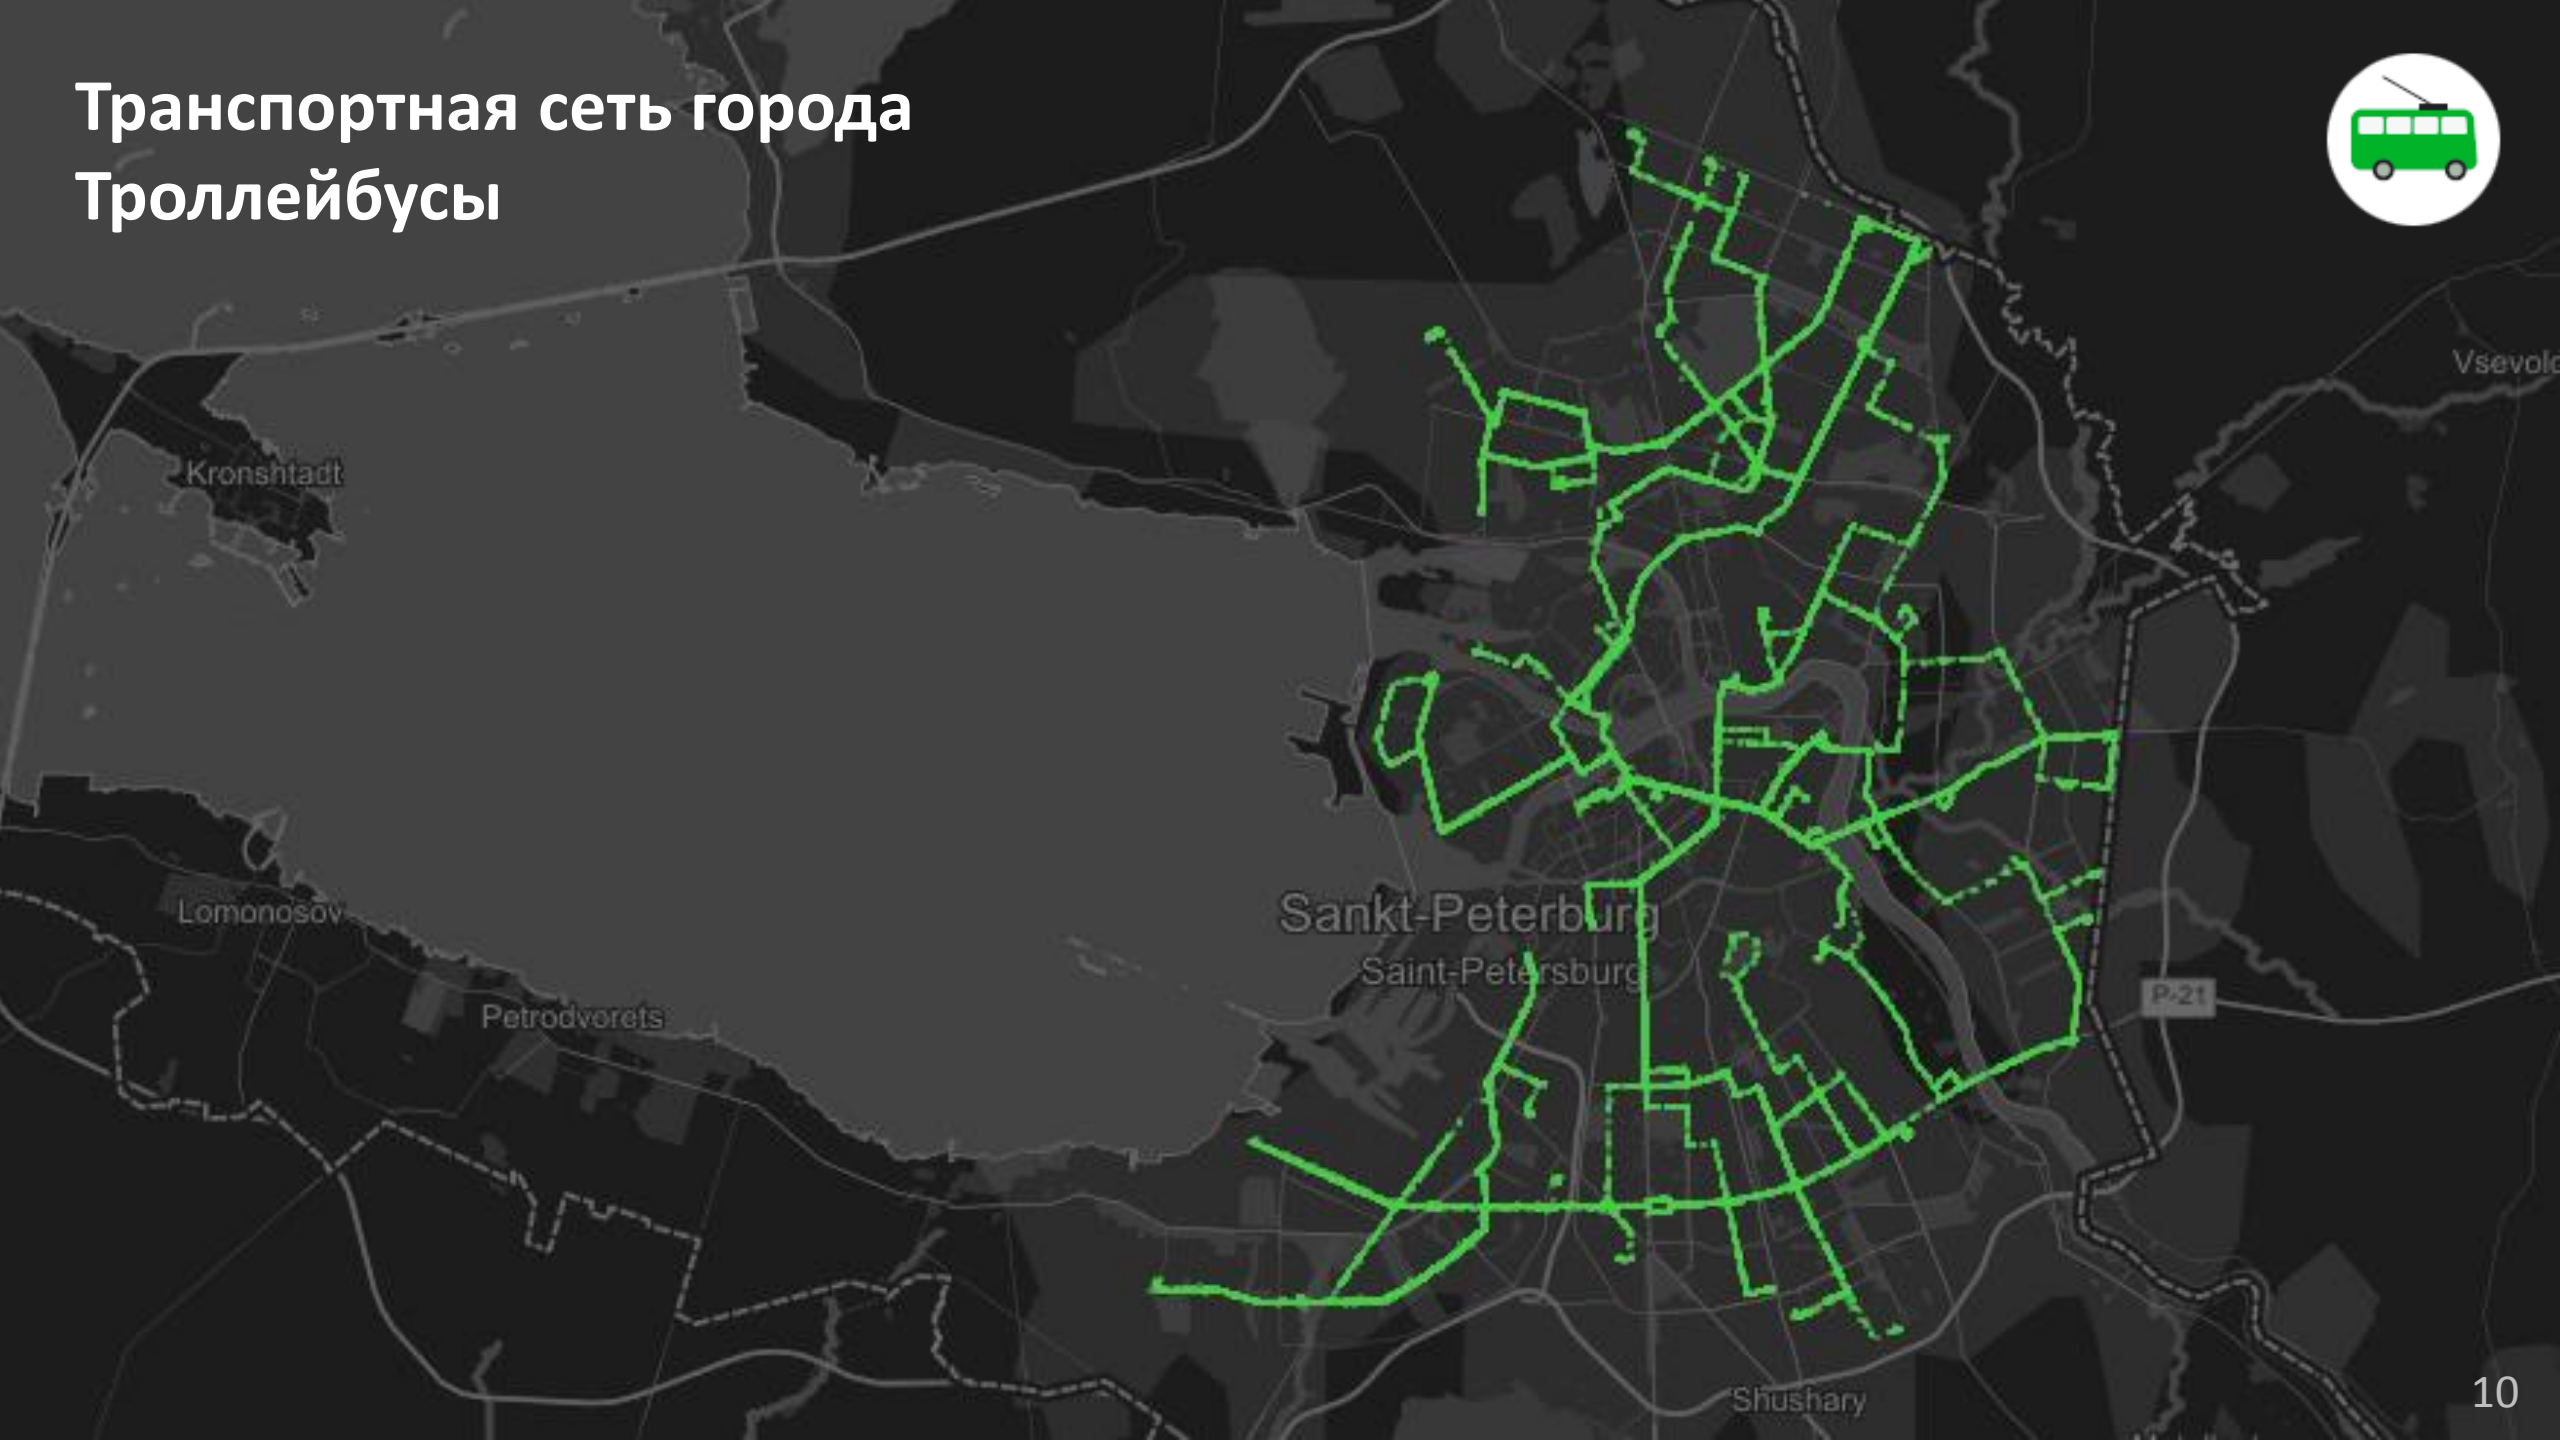 Транспортная сеть города
Троллейбусы
Vsevolo
Kronshtadt
Lomonosov
Sankt-Peterburg
Saint-Petersburg
Petrodvorets
P-21
Shushary
10